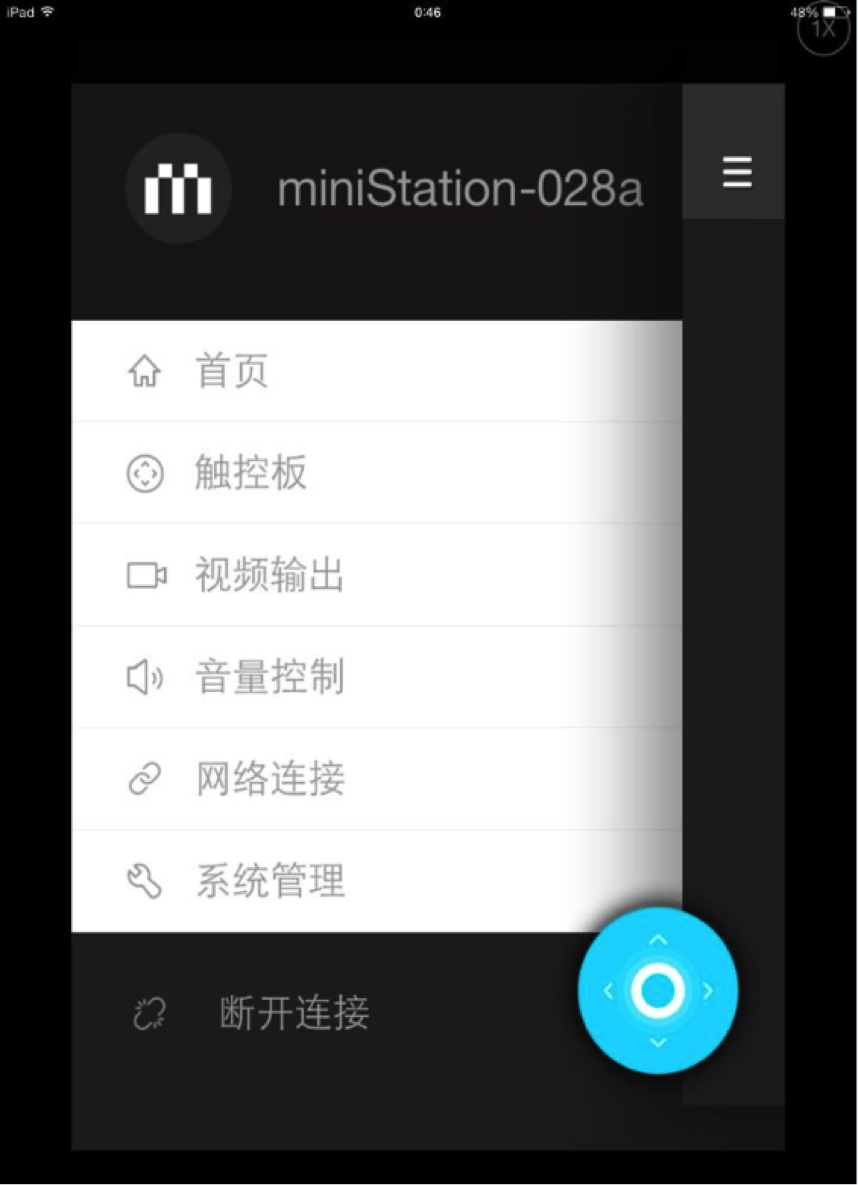 iPad 0:46 48%
1X
miniStation-028a
首页
触控板
视频输出
音量控制
网络连接
系统管理
断开连接